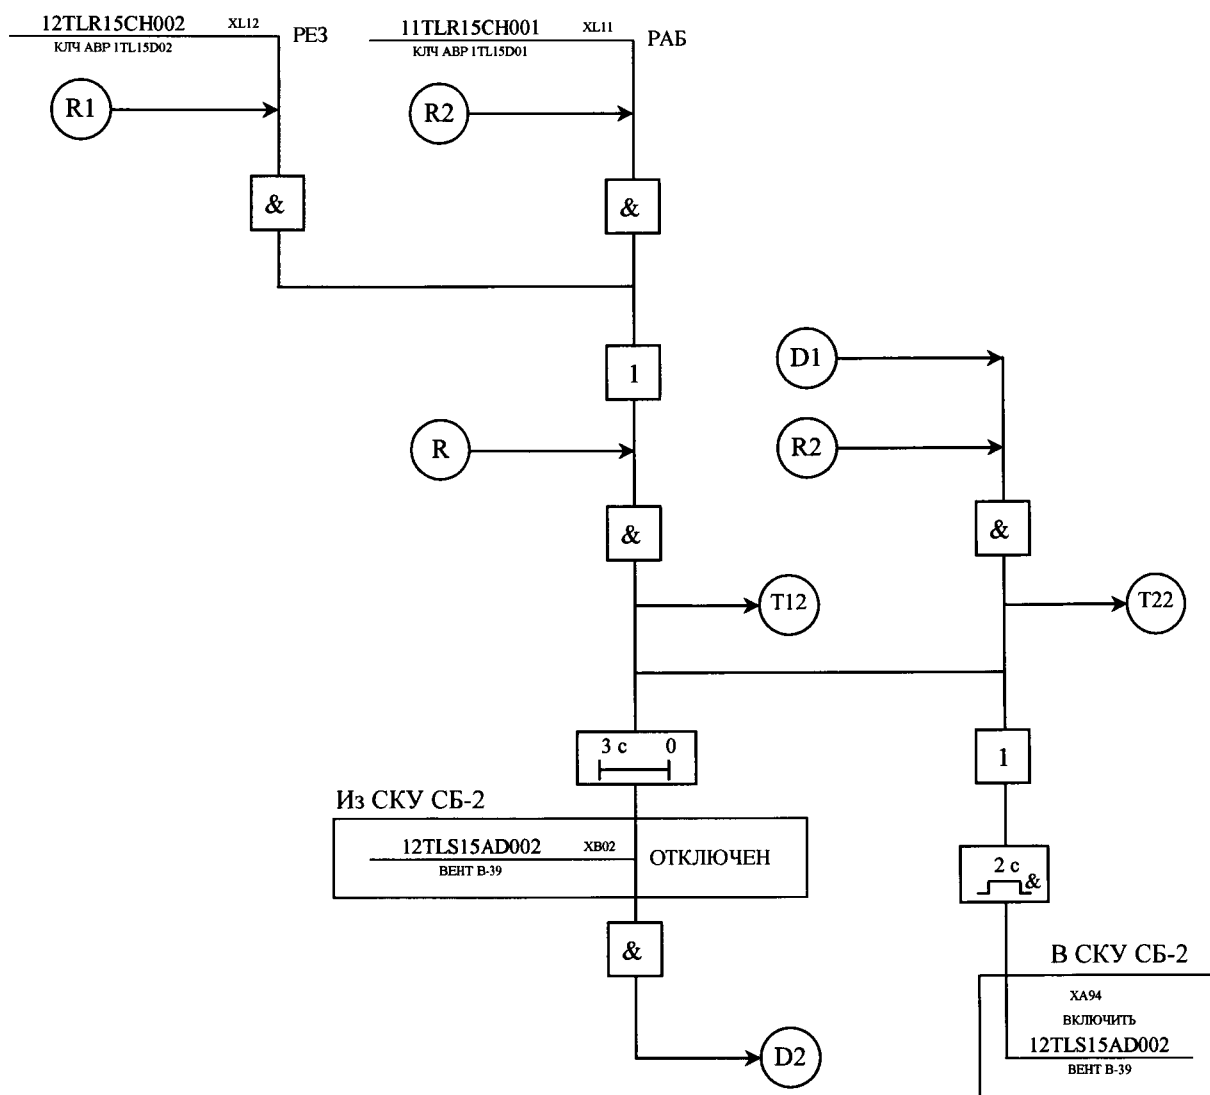 12TLR15CH002 XL12 РЕЗ
КЛЧ АВР 1TL15D02
11TLR15CH001 XL11 РАБ
КЛЧ АВР 1TL15D01
R1
R2
&
&
1
D1
R
R2
&
&
T12
T22
3 с 0
1
Из СКУ СБ-2
12TLS15AD002 XB02 ОТКЛЮЧЕН
ВЕНТ В-39
2 с
&
&
В СКУ СБ-2
XA94
ВКЛЮЧИТЬ
12TLS15AD002
ВЕНТ В-39
D2